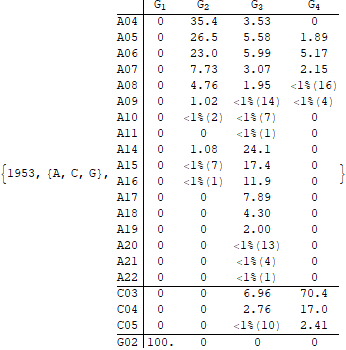 G1 G2 G3 G4
A04 0 35.4 3.53 0
A05 0 26.5 5.58 1.89
A06 0 23.0 5.99 5.17
A07 0 7.73 3.07 2.15
A08 0 4.76 1.95 <1%(16)
A09 0 1.02 <1%(14) <1%(4)
A10 0 <1%(2) <1%(7) 0
A11 0 0 <1%(1) 0
A14 0 1.08 24.1 0
{1953, {A, C, G}, A15 0 <1%(7) 17.4 0 }
A16 0 <1%(1) 11.9 0
A17 0 0 7.89 0
A18 0 0 4.30 0
A19 0 0 2.00 0
A20 0 0 <1%(13) 0
A21 0 0 <1%(4) 0
A22 0 0 <1%(1) 0
C03 0 0 6.96 70.4
C04 0 0 2.76 17.0
C05 0 0 <1%(10) 2.41
G02 100. 0 0 0